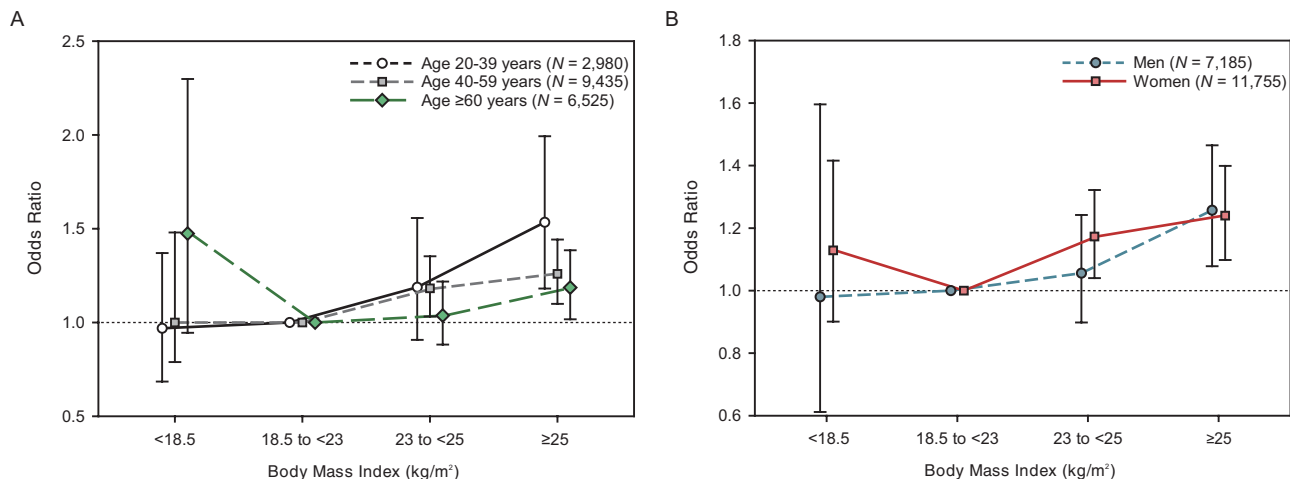 A
2.5
2.0
1.5
1.0
0.5
Odds Ratio
Age 20-39 years (N = 2,980)
Age 40-59 years (N = 9,435)
Age ≥60 years (N = 6,525)
<18.5
18.5 to <23
23 to <25
≥25
Body Mass Index (kg/m²)
B
1.8
1.6
1.4
1.2
1.0
0.8
0.6
Odds Ratio
Men (N = 7,185)
Women (N = 11,755)
<18.5
18.5 to <23
23 to <25
≥25
Body Mass Index (kg/m²)